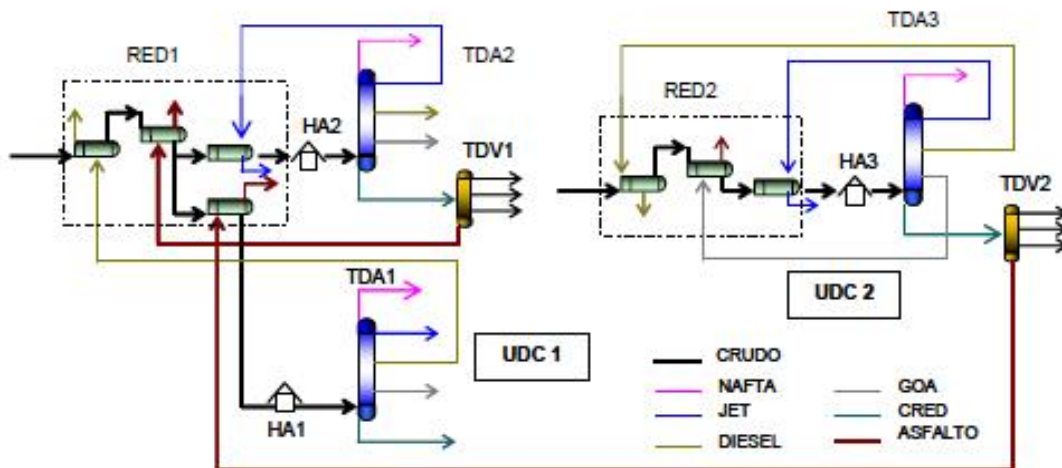 RED1
TDA2
HA2
TDV1
TDA1
HA1
UDC 1
TDA3
RED2
HA3
TDV2
UDC 2
CRUDO
NAFTA
JET
DIESEL
GOA
CRED
ASFALTO